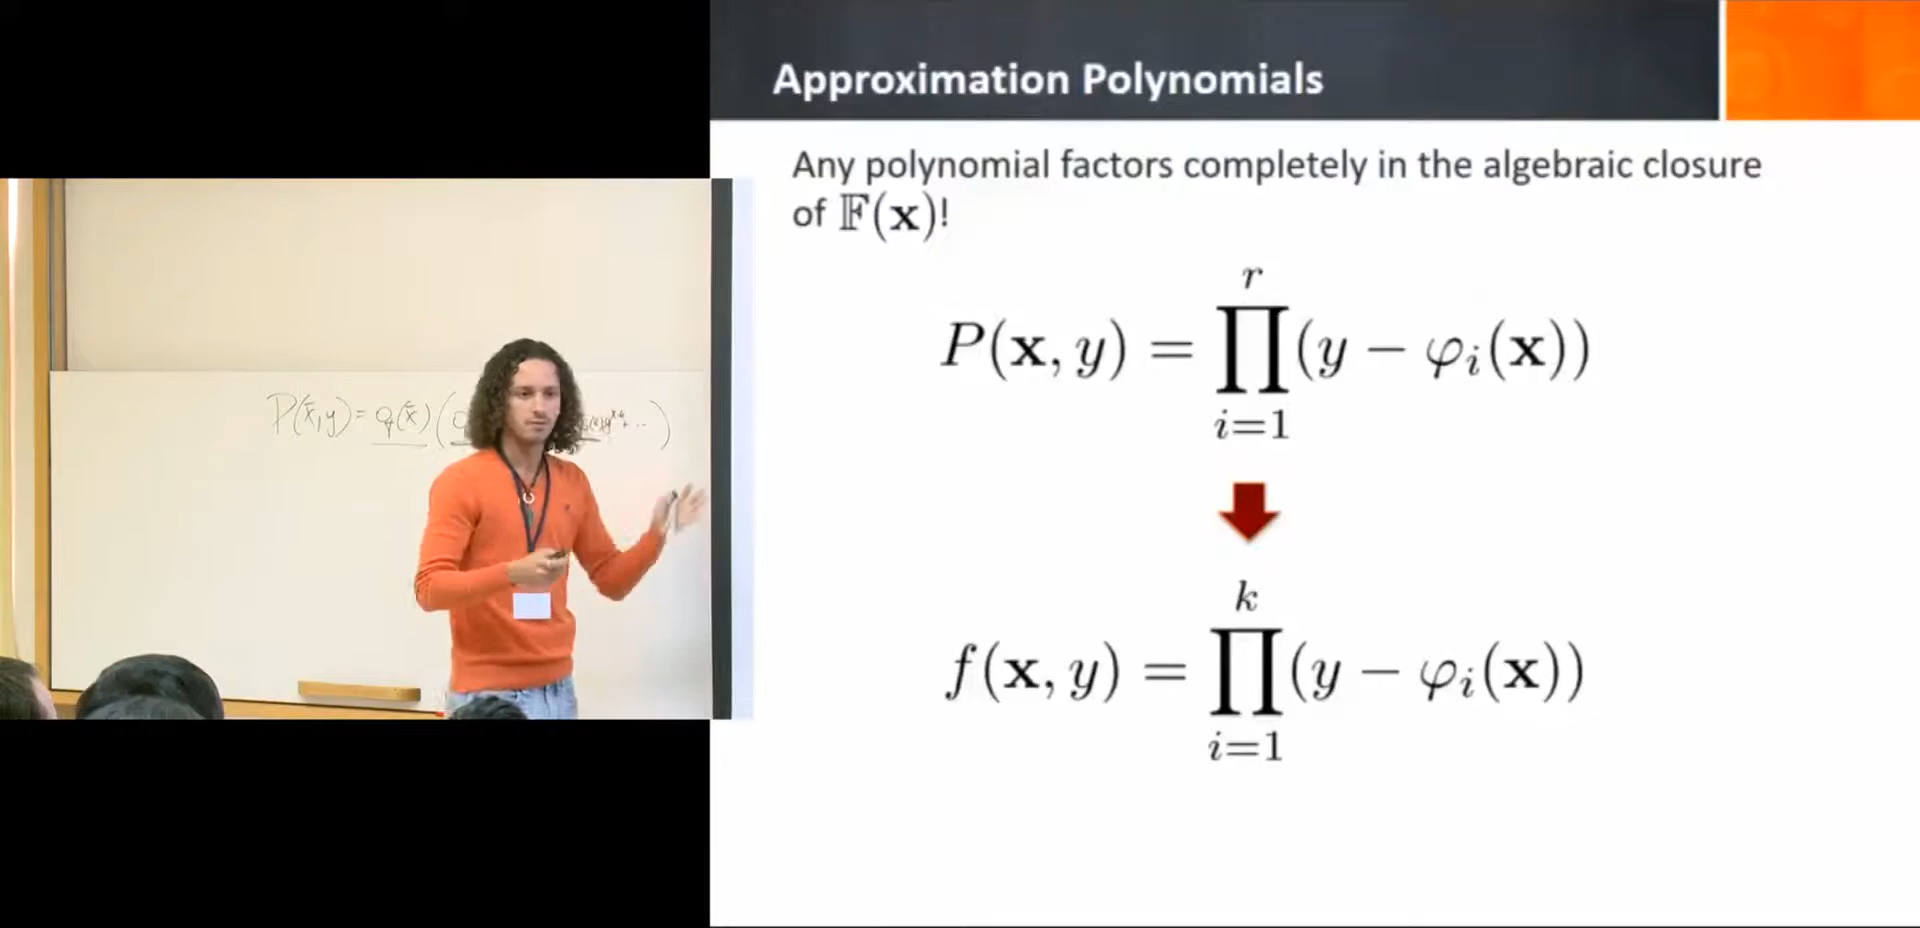 P(x̄,y) = q(x̄) (
Approximation Polynomials
Any polynomial factors completely in the algebraic closure
of 𝔽(𝐱)!
P(𝐱, y) = ∏_{i=1}^{r} (y − φ_i(𝐱))
f(𝐱, y) = ∏_{i=1}^{k} (y − φ_i(𝐱))